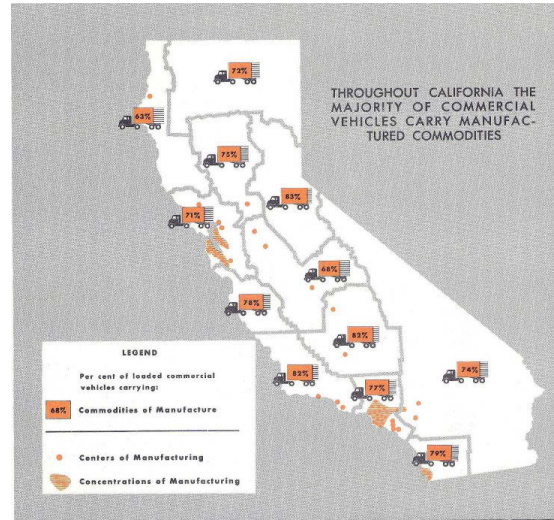 72%
THROUGHOUT CALIFORNIA THE
MAJORITY OF COMMERCIAL
VEHICLES CARRY MANUFAC-
TURED COMMODITIES
63%
75%
83%
71%
68%
78%
82%
82%
77%
74%
79%
LEGEND
Per cent of loaded commercial
vehicles carrying:
68% Commodities of Manufacture
Centers of Manufacturing
Concentrations of Manufacturing